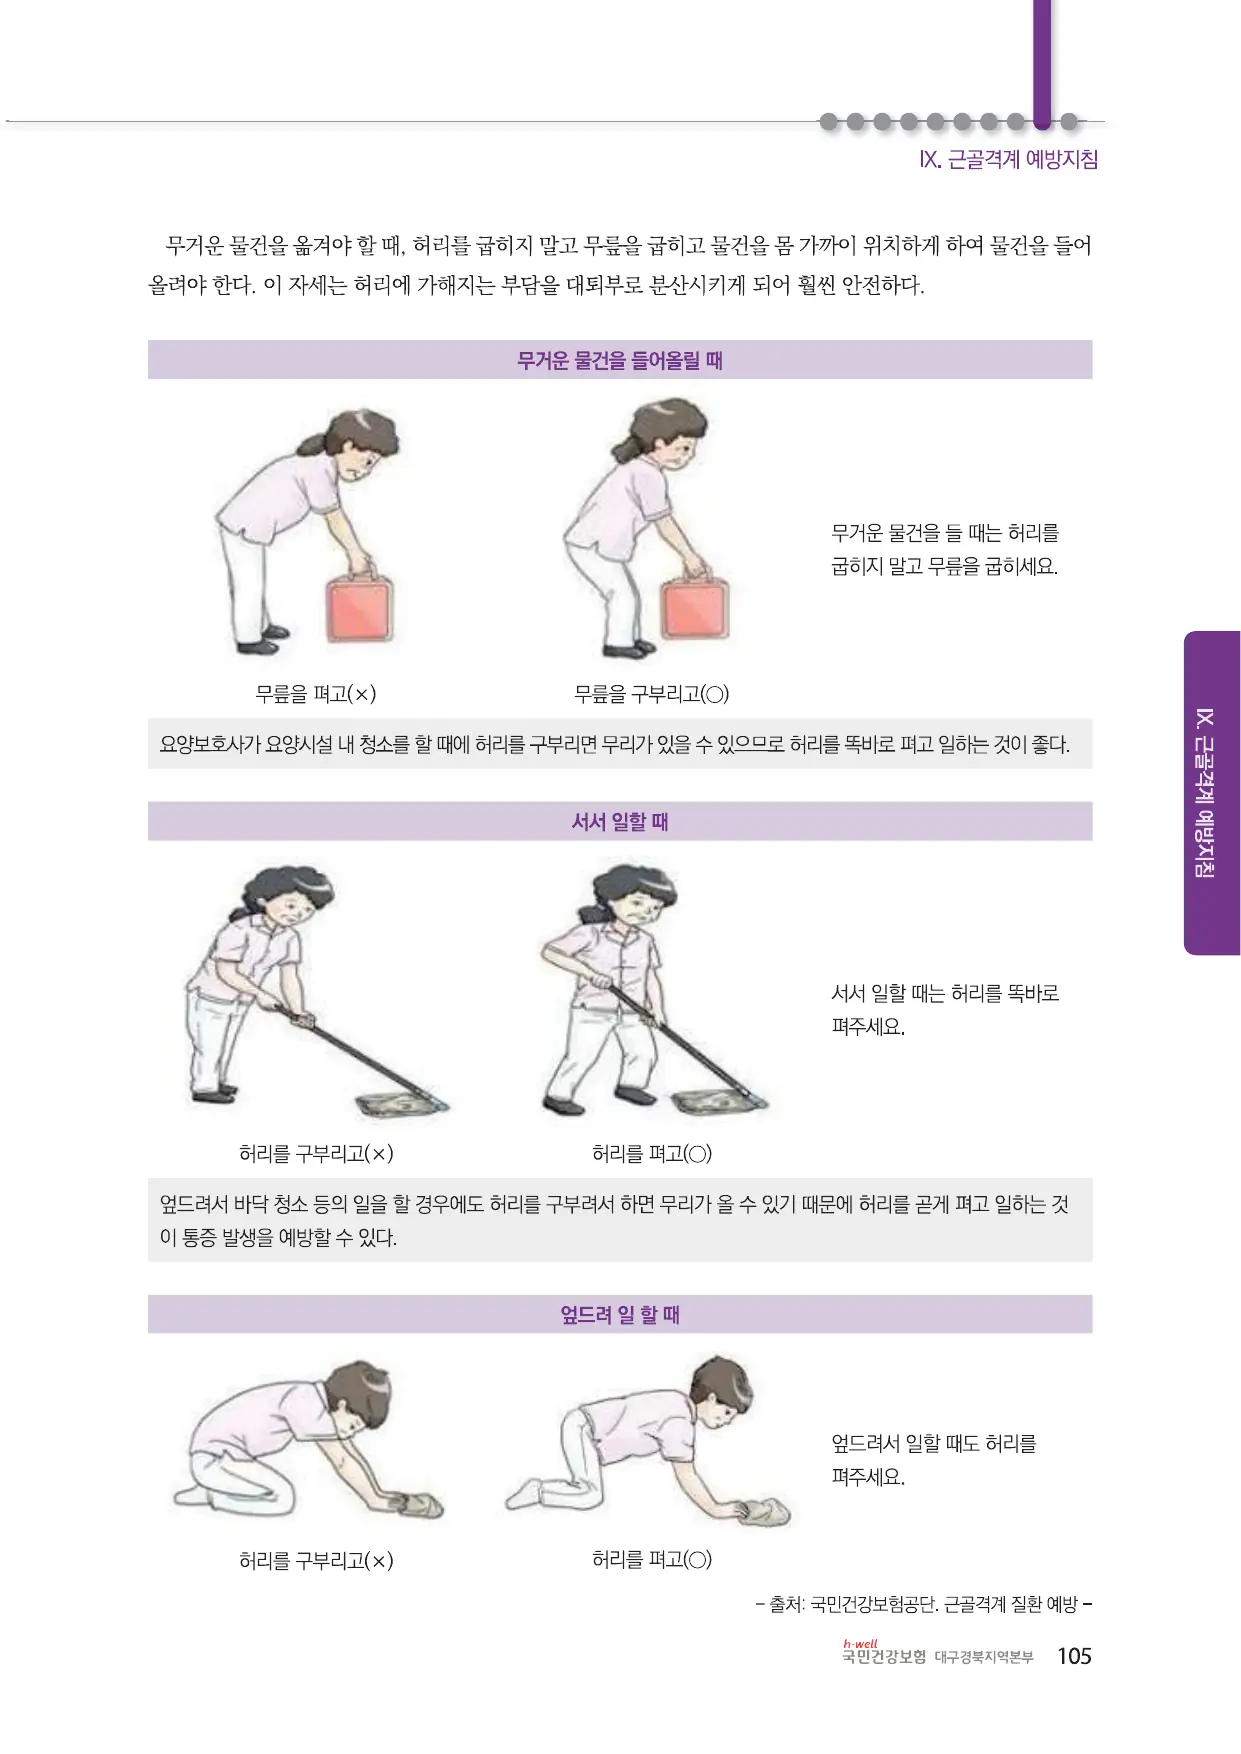 IX. 근골격계 예방지침
무거운 물건을 옮겨야 할 때, 허리를 굽히지 말고 무릎을 굽히고 물건을 몸 가까이 위치하게 하여 물건을 들어
올려야 한다. 이 자세는 허리에 가해지는 부담을 대퇴부로 분산시키게 되어 훨씬 안전하다.
무거운 물건을 들어올릴 때
무거운 물건을 들 때는 허리를
굽히지 말고 무릎을 굽히세요.
무릎을 펴고(×) 무릎을 구부리고(○)
요양보호사가 요양시설 내 청소를 할 때에 허리를 구부리면 무리가 있을 수 있으므로 허리를 똑바로 펴고 일하는 것이 좋다.
IX. 근골격계 예방지침
서서 일할 때
서서 일할 때는 허리를 똑바로
펴주세요.
허리를 구부리고(×) 허리를 펴고(○)
엎드려서 바닥 청소 등의 일을 할 경우에도 허리를 구부려서 하면 무리가 올 수 있기 때문에 허리를 곧게 펴고 일하는 것
이 통증 발생을 예방할 수 있다.
엎드려 일 할 때
엎드려서 일할 때도 허리를
펴주세요.
허리를 구부리고(×) 허리를 펴고(○)
– 출처: 국민건강보험공단. 근골격계 질환 예방 –
h·well
국민건강보험 대구경북지역본부 105